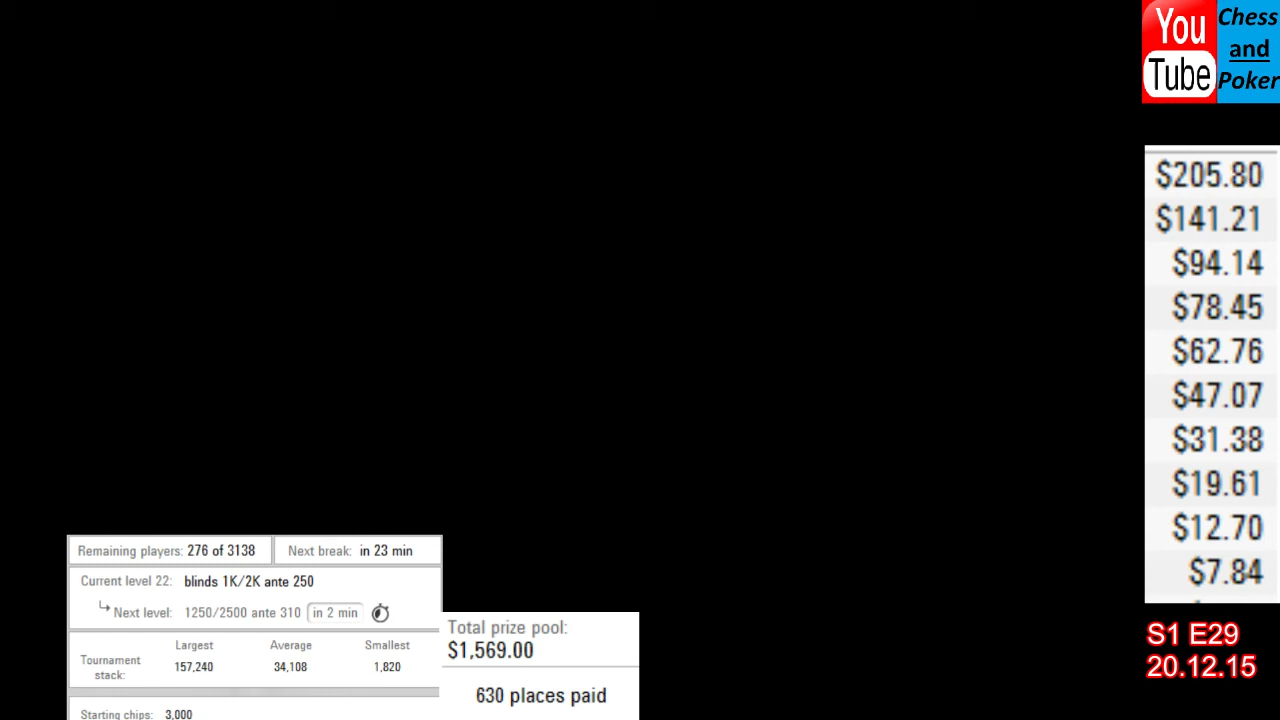 You
Tube
Chess
and
Poker
$205.80
$141.21
$94.14
$78.45
$62.76
$47.07
$31.38
$19.61
$12.70
$7.84
Remaining players: 276 of 3138
Next break: in 23 min
Current level 22: blinds 1K/2K ante 250
Next level: 1250/2500 ante 310 in 2 min
Largest Average Smallest
Tournament stack: 157,240 34,108 1,820
Starting chips: 3,000
Total prize pool:
$1,569.00
630 places paid
S1 E29
20.12.15